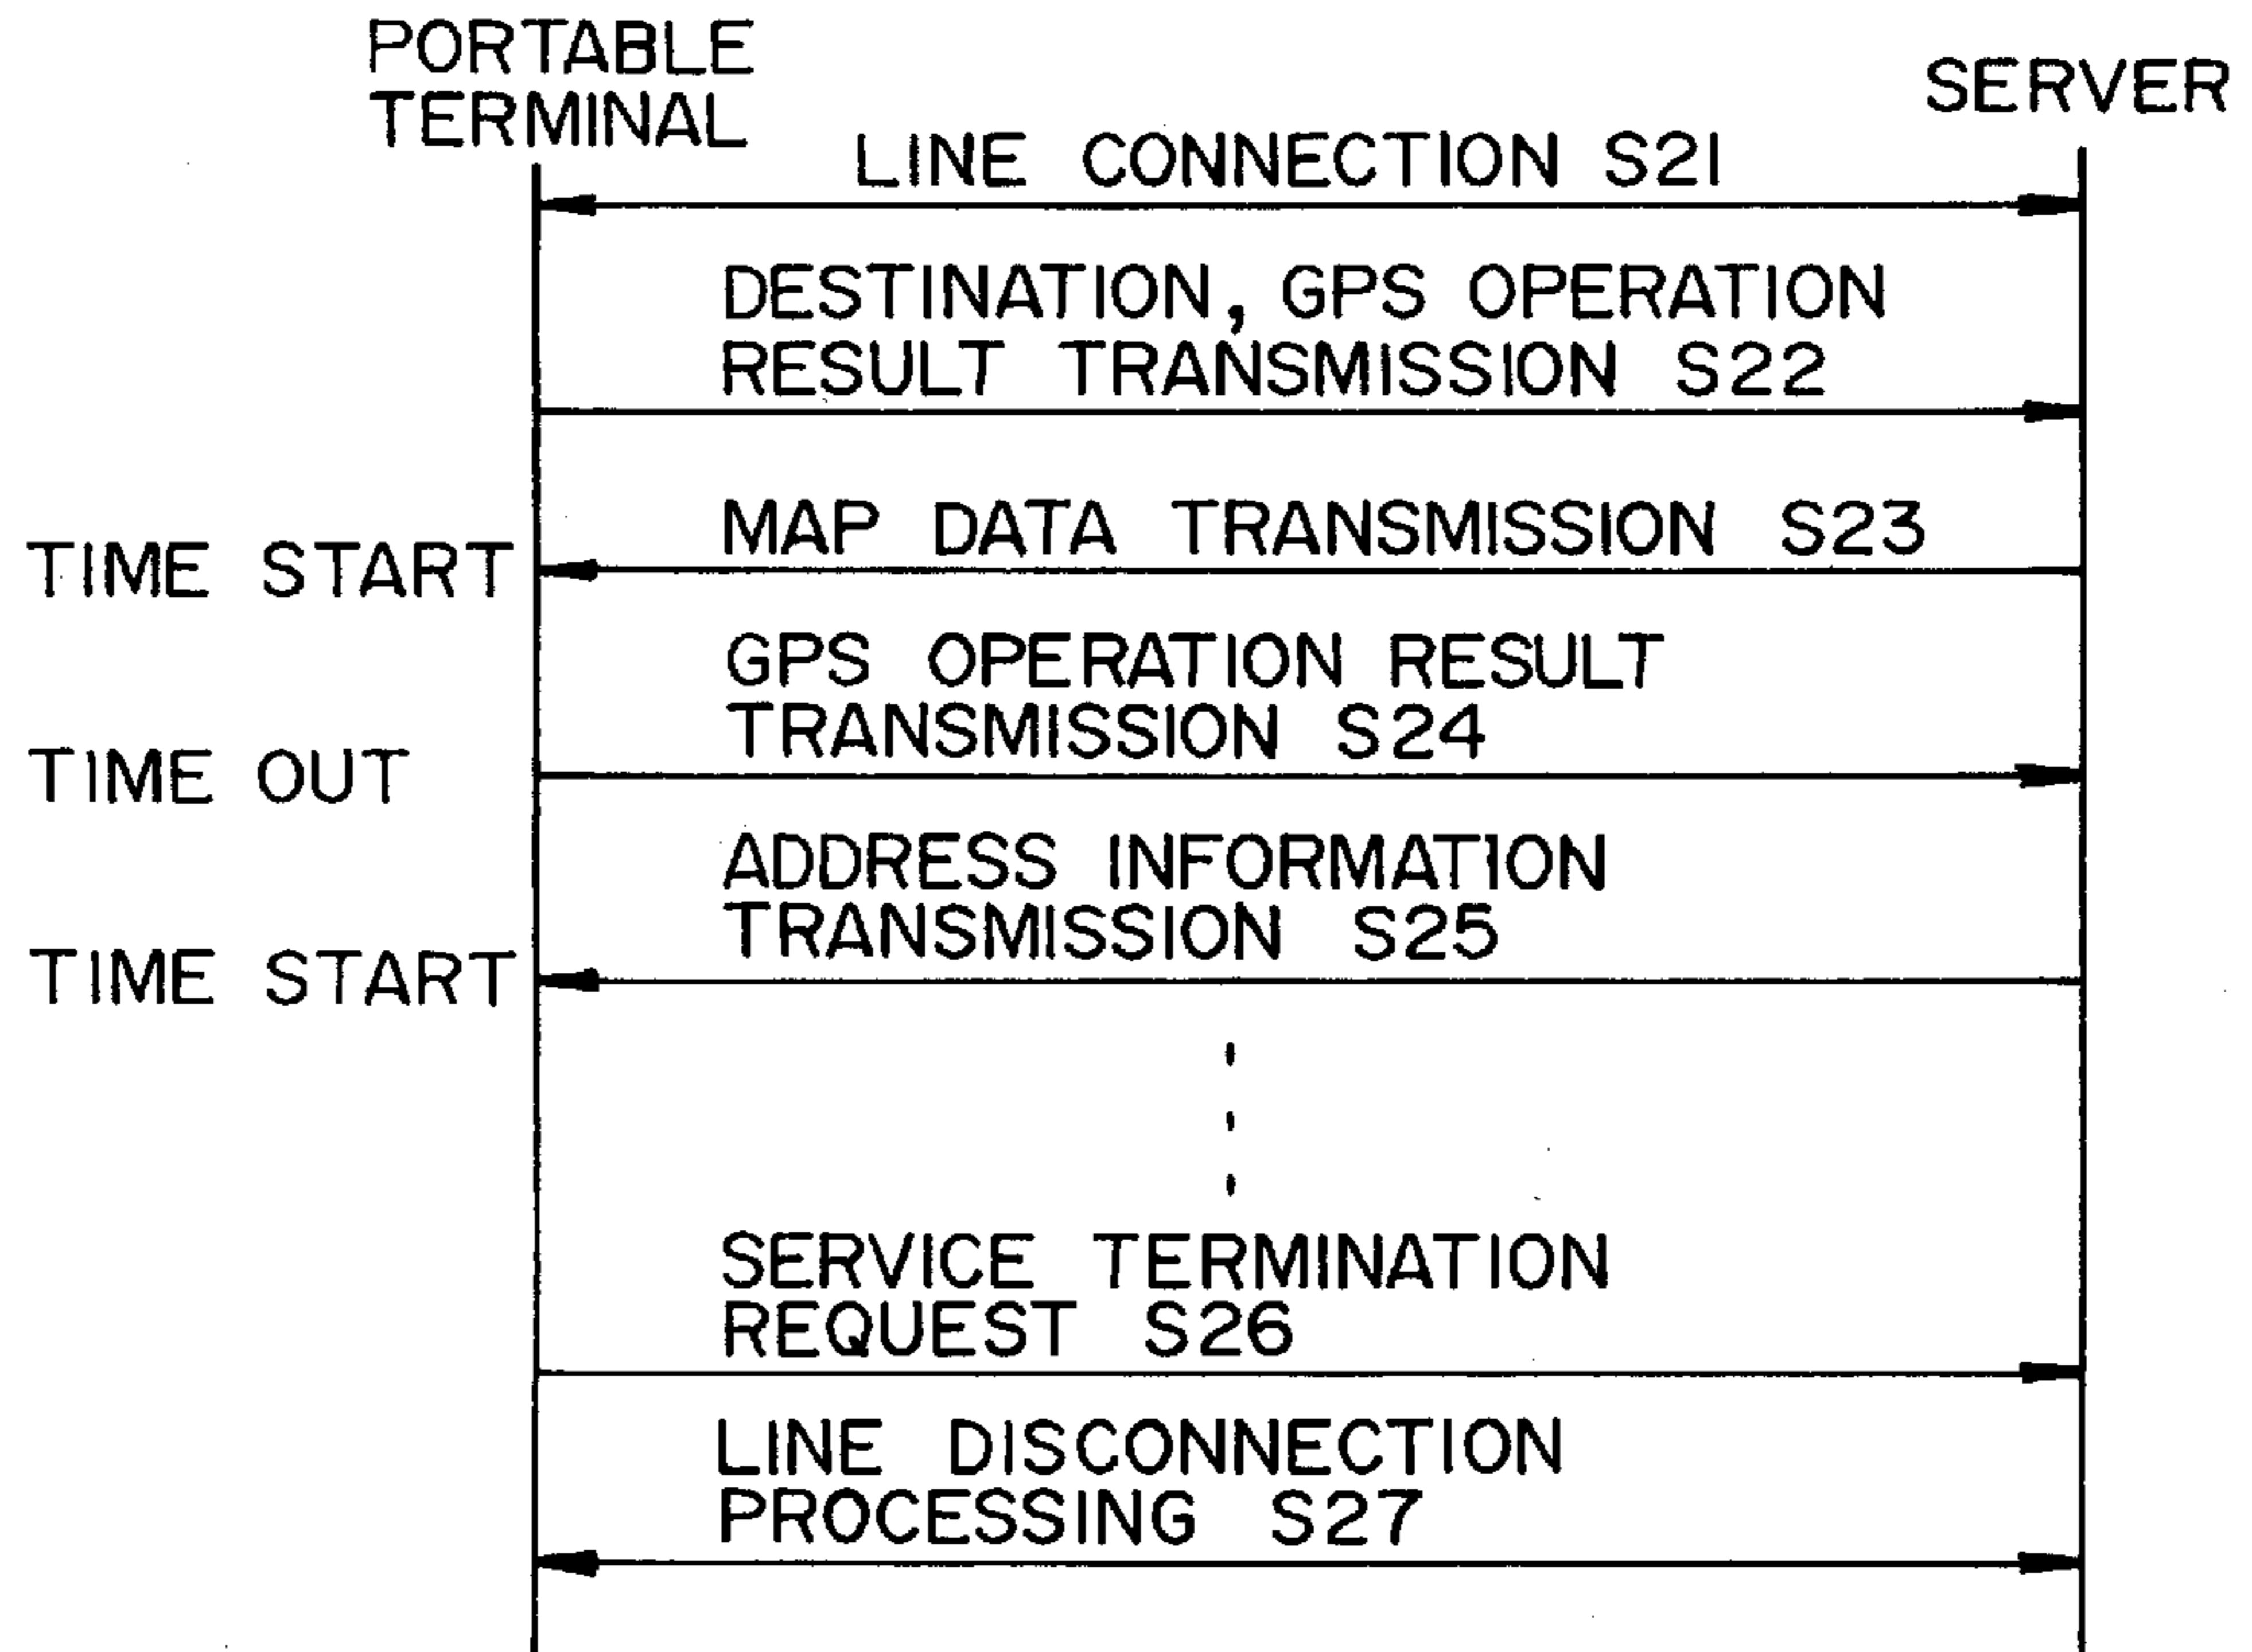 PORTABLE
TERMINAL
SERVER
LINE CONNECTION S21
DESTINATION, GPS OPERATION
RESULT TRANSMISSION S22
MAP DATA TRANSMISSION S23
TIME START
GPS OPERATION RESULT
TRANSMISSION S24
TIME OUT
ADDRESS INFORMATION
TRANSMISSION S25
TIME START
SERVICE TERMINATION
REQUEST S26
LINE DISCONNECTION
PROCESSING S27